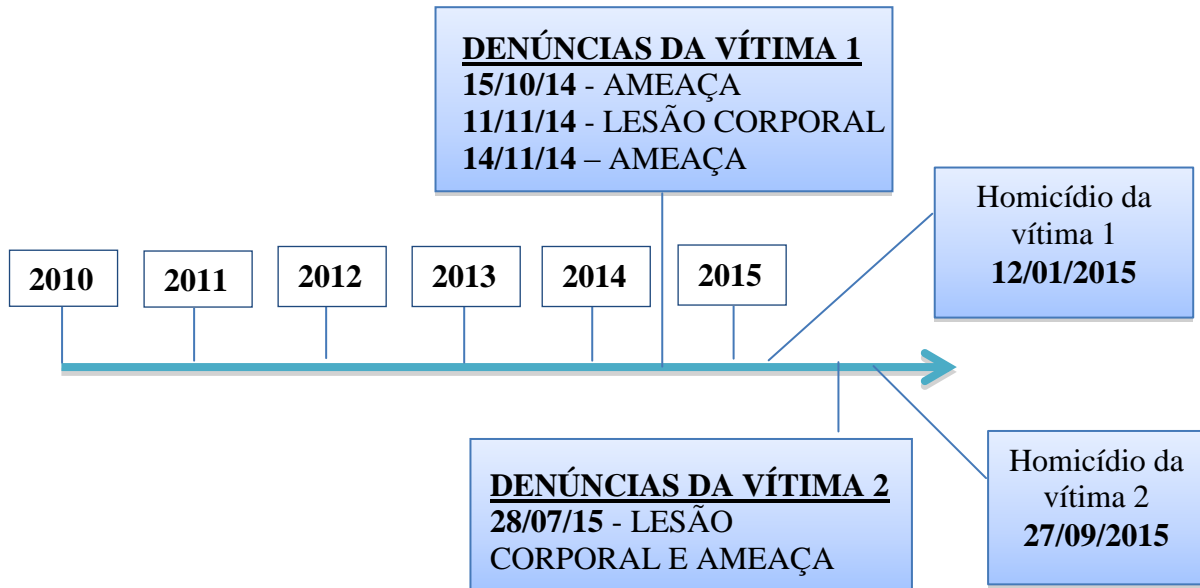 DENÚNCIAS DA VÍTIMA 1
15/10/14 - AMEAÇA
11/11/14 - LESÃO CORPORAL
14/11/14 – AMEAÇA
Homicídio da
vítima 1
12/01/2015
2010
2011
2012
2013
2014
2015
DENÚNCIAS DA VÍTIMA 2
28/07/15 - LESÃO
CORPORAL E AMEAÇA
Homicídio da
vítima 2
27/09/2015